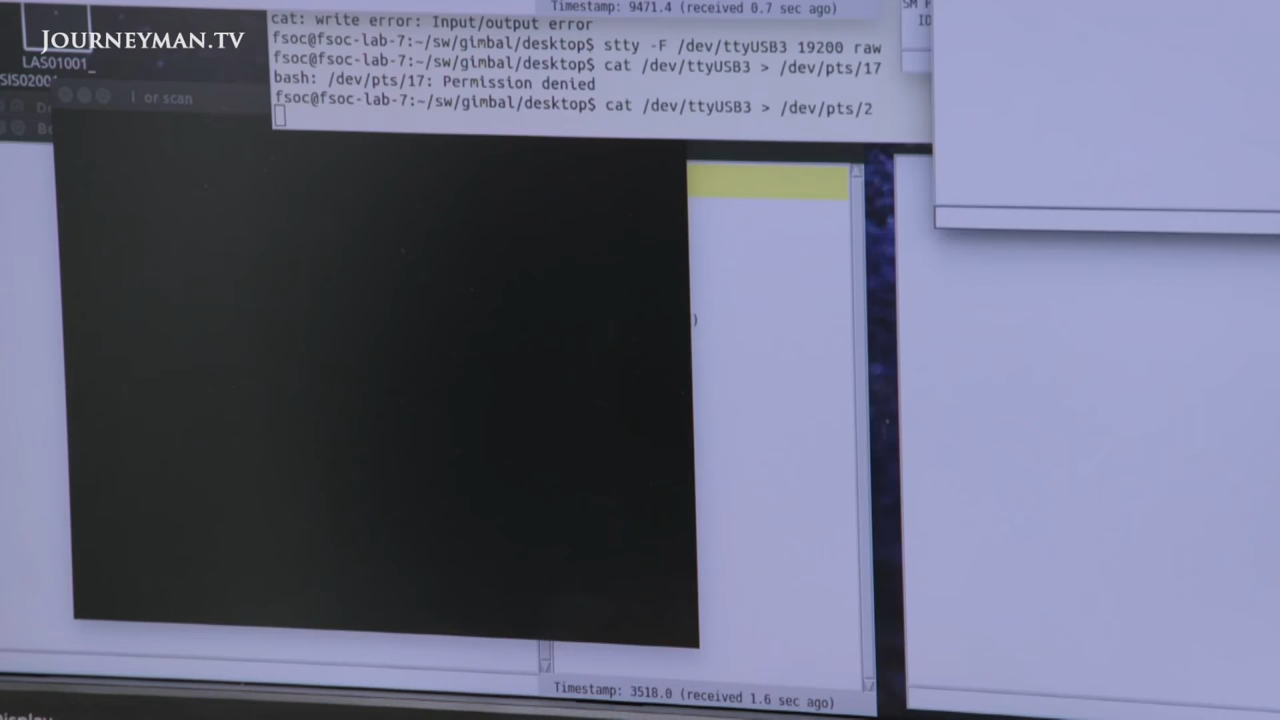 JOURNEYMAN.TV
Timestamp: 9471.4 (received 0.7 sec ago)
cat: write error: Input/output error
fsoc@fsoc-lab-7:~/sw/gimbal/desktop$ stty -F /dev/ttyUSB3 19200 raw
fsoc@fsoc-lab-7:~/sw/gimbal/desktop$ cat /dev/ttyUSB3 > /dev/pts/17
bash: /dev/pts/17: Permission denied
fsoc@fsoc-lab-7:~/sw/gimbal/desktop$ cat /dev/ttyUSB3 > /dev/pts/2
LAS01001_
or scan
)
Timestamp: 3518.0 (received 1.6 sec ago)